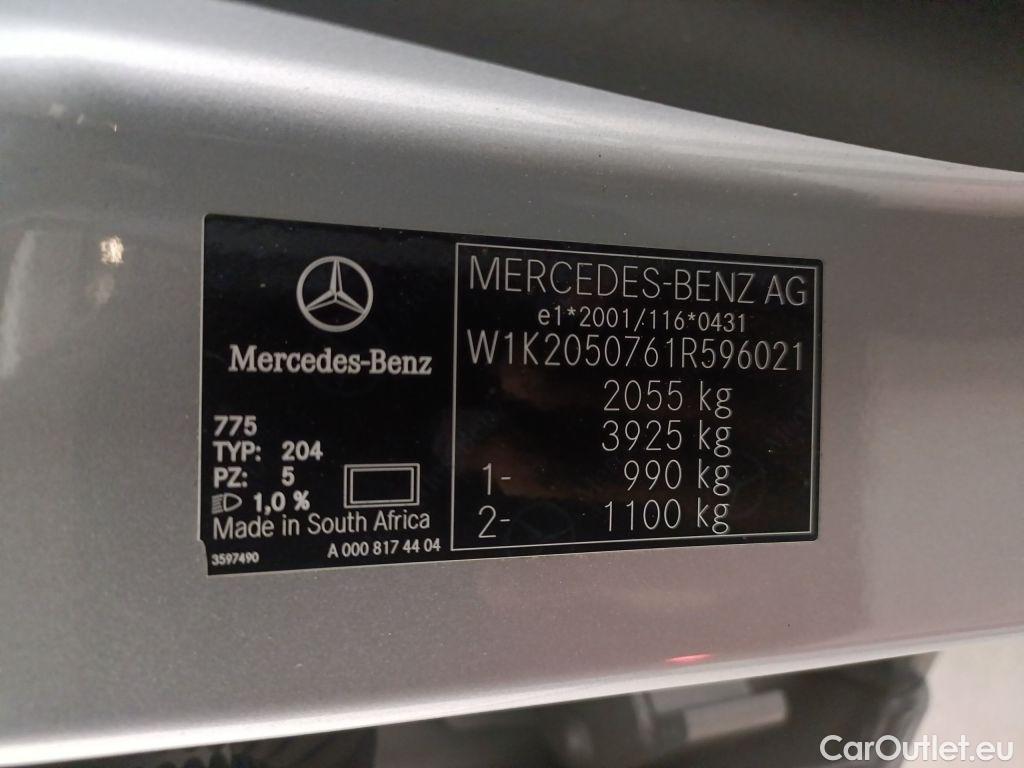 Mercedes-Benz
775
TYP: 204
PZ: 5
1,0 %
Made in South Africa
3597490
A 000 817 44 04
MERCEDES-BENZ AG
e1*2001/116*0431
W1K2050761R596021
2055 kg
3925 kg
1- 990 kg
2- 1100 kg
CarOutlet.eu